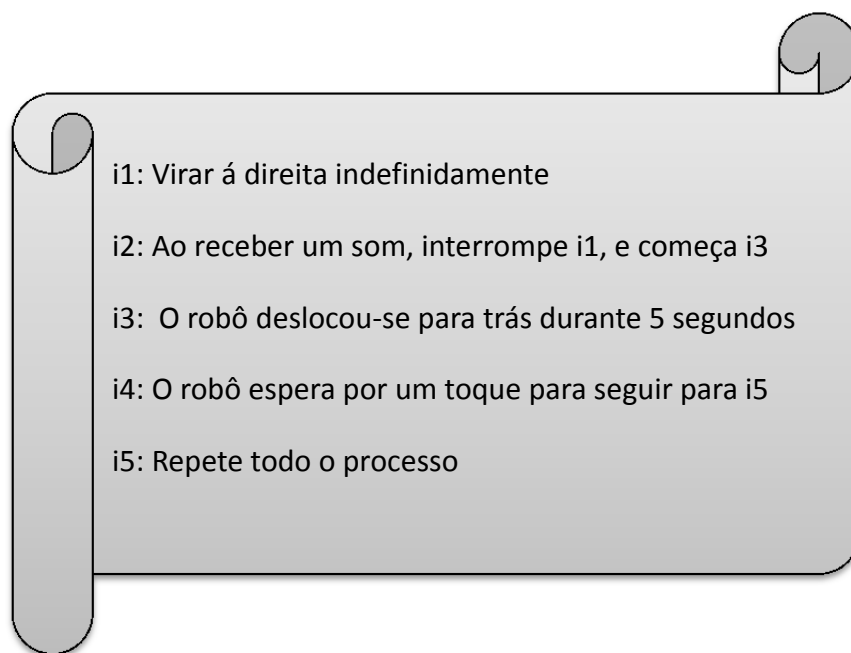 i1: Virar á direita indefinidamente
i2: Ao receber um som, interrompe i1, e começa i3
i3:  O robô deslocou-se para trás durante 5 segundos
i4: O robô espera por um toque para seguir para i5
i5: Repete todo o processo